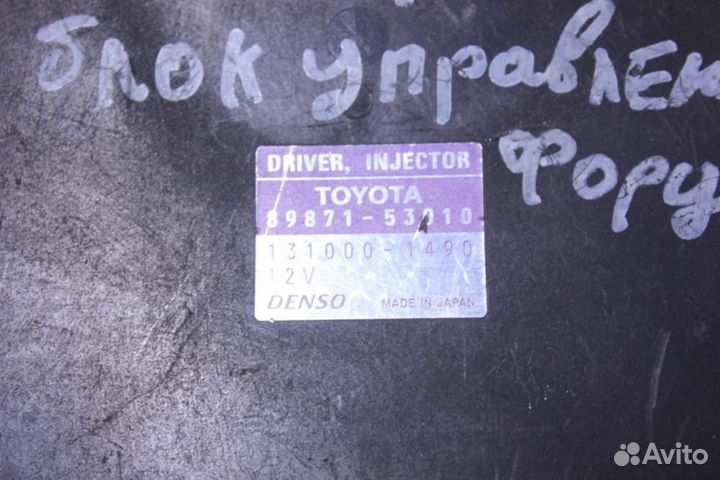 блок управлен
фору
DRIVER, INJECTOR
TOYOTA
89871-53010
131000-1490
12V
DENSO MADE IN JAPAN
Avito